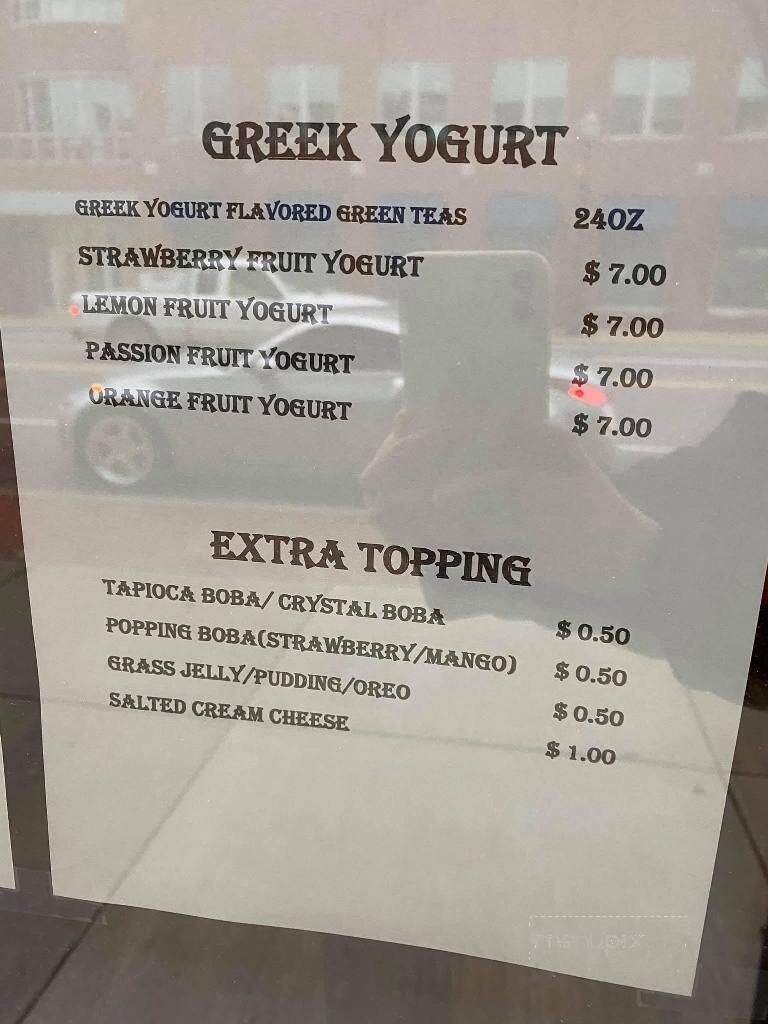 GREEK YOGURT
GREEK YOGURT FLAVORED GREEN TEAS 24OZ
STRAWBERRY FRUIT YOGURT $ 7.00
LEMON FRUIT YOGURT $ 7.00
PASSION FRUIT YOGURT $ 7.00
ORANGE FRUIT YOGURT $ 7.00
EXTRA TOPPING
TAPIOCA BOBA/ CRYSTAL BOBA $ 0.50
POPPING BOBA(STRAWBERRY/MANGO) $ 0.50
GRASS JELLY/PUDDING/OREO $ 0.50
SALTED CREAM CHEESE $ 1.00
menupix